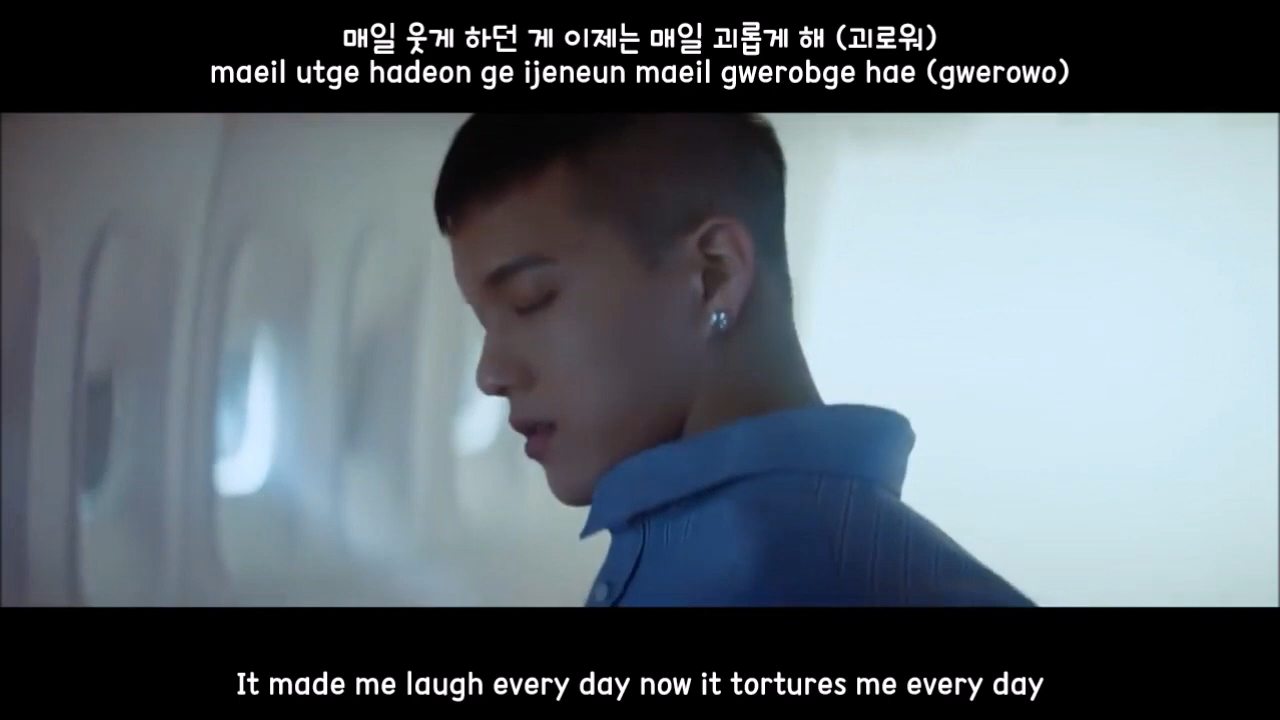 매일 웃게 하던 게 이제는 매일 괴롭게 해 (괴로워)
maeil utge hadeon ge ijeneun maeil gwerobge hae (gwerowo)
It made me laugh every day now it tortures me every day